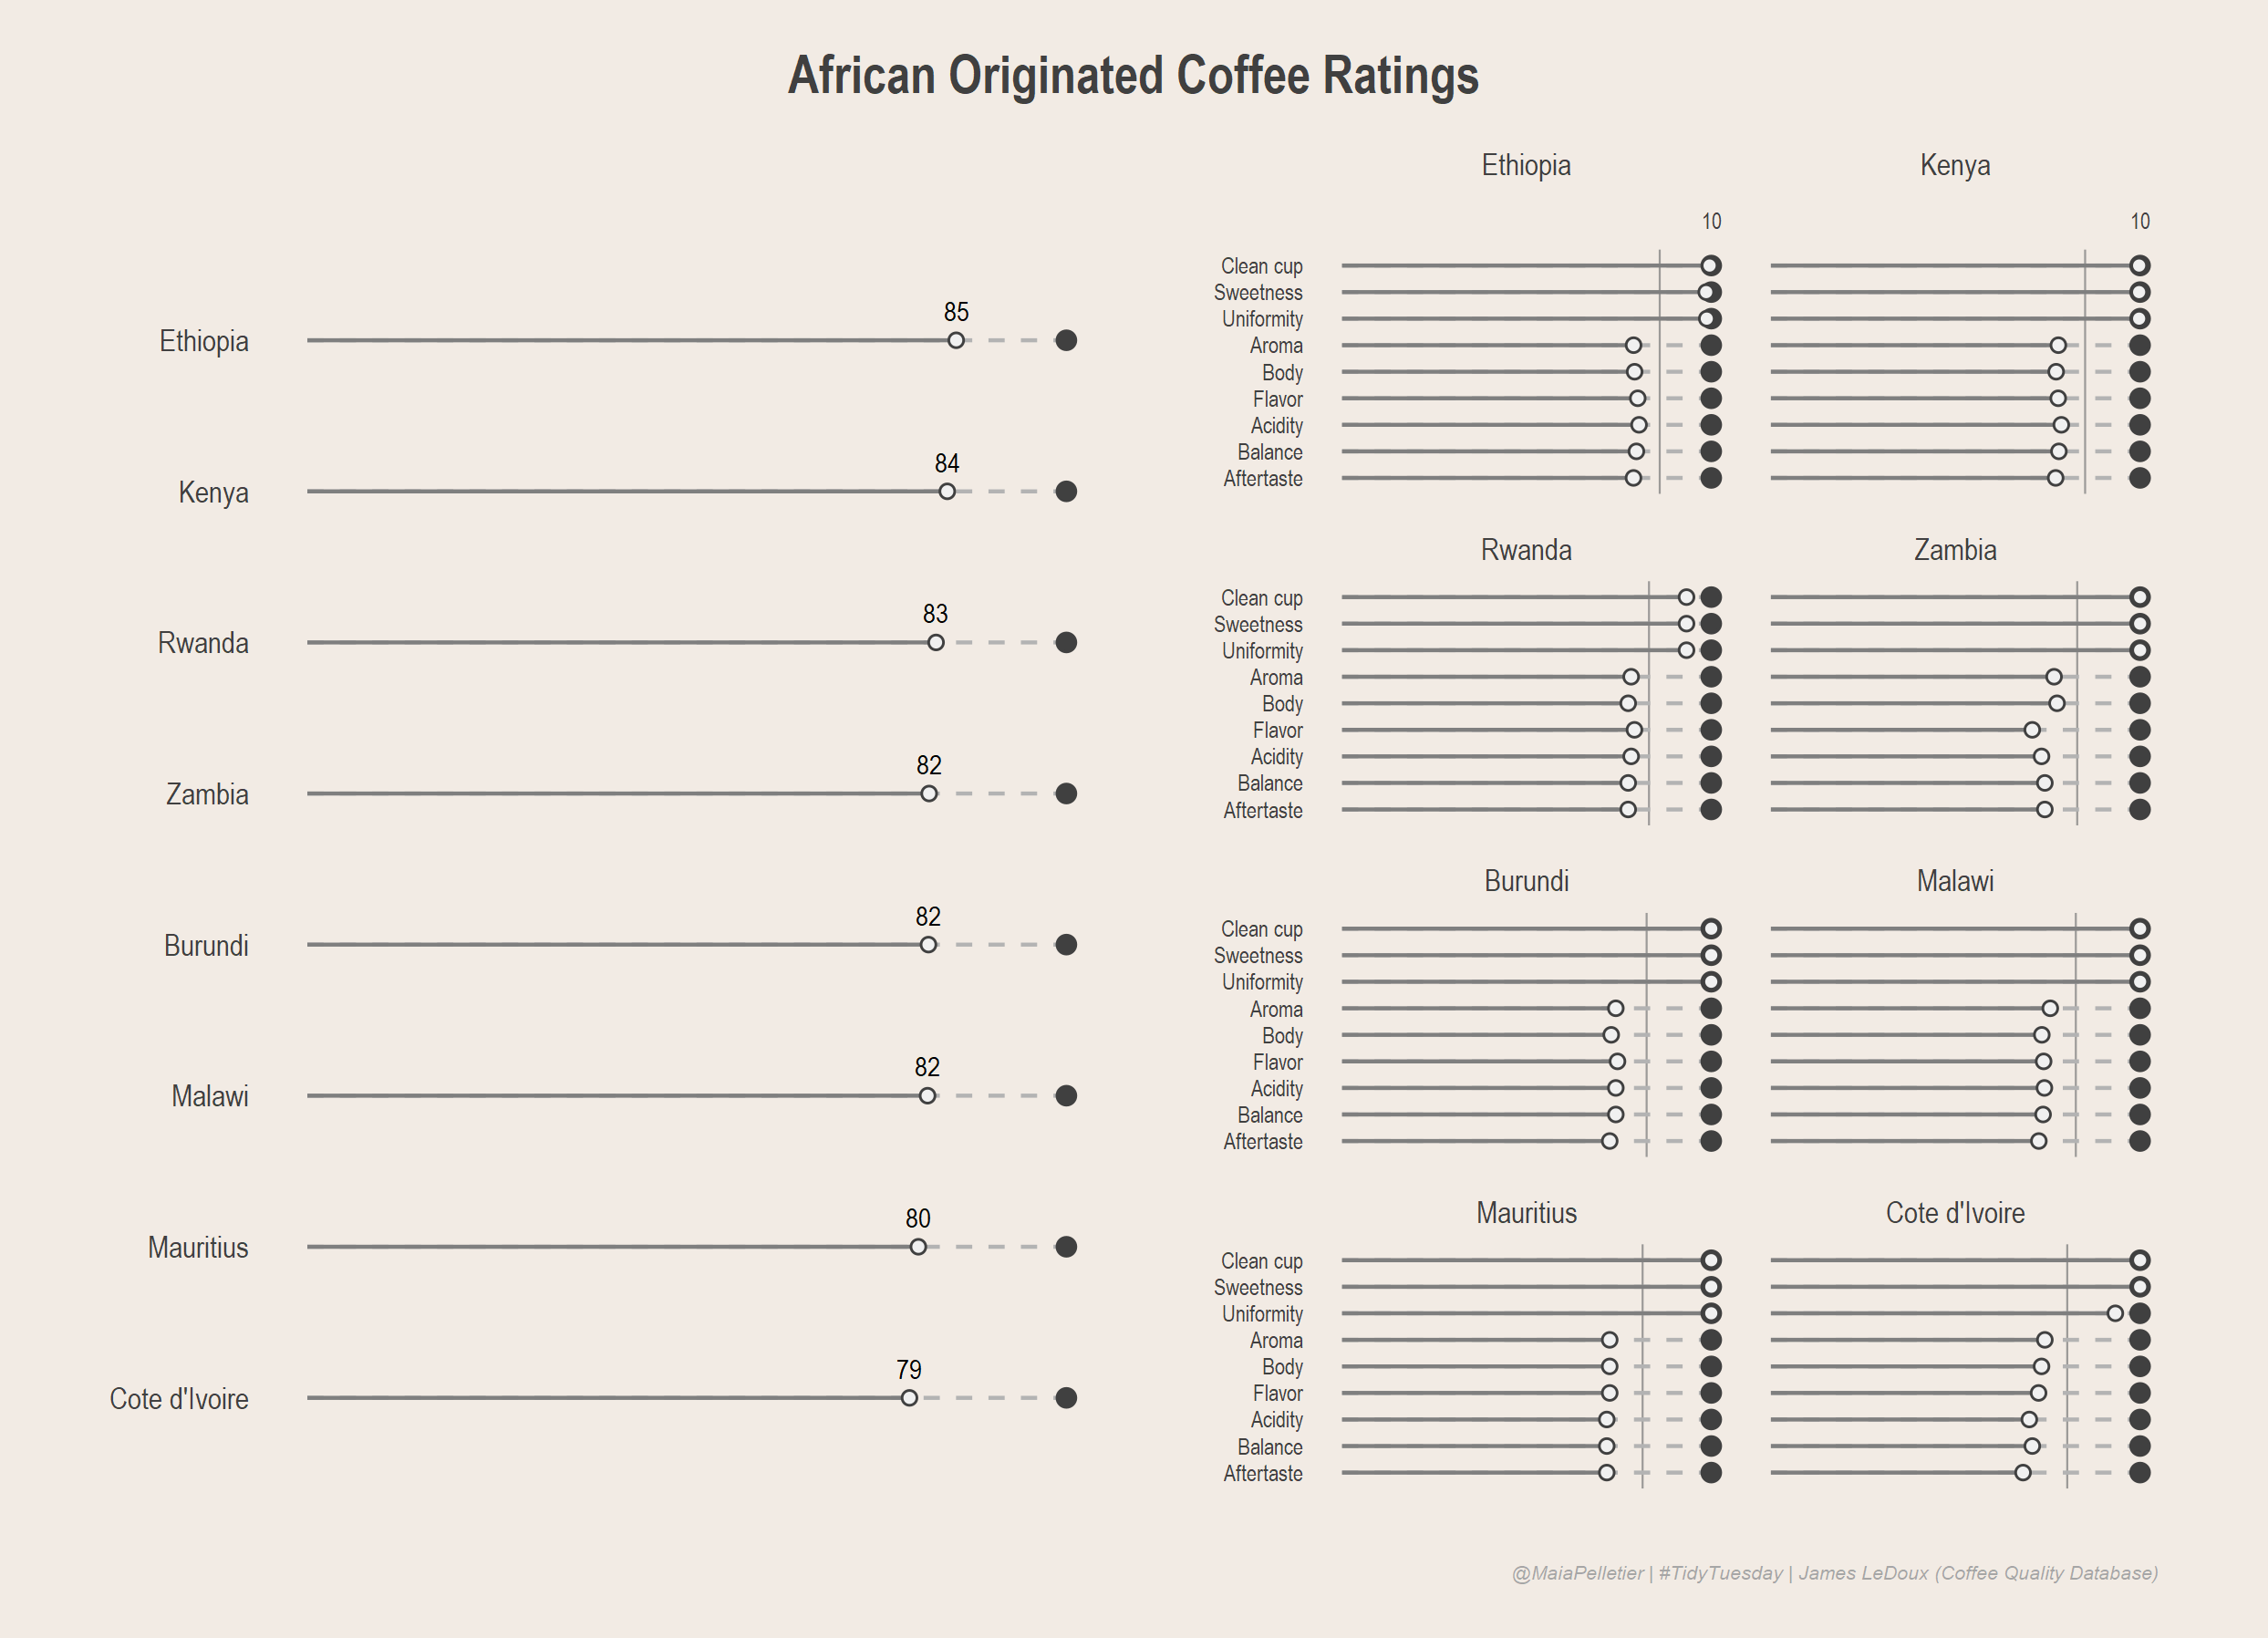 African Originated Coffee Ratings
Ethiopia
85
Kenya
84
Rwanda
83
Zambia
82
Burundi
82
Malawi
82
Mauritius
80
Cote d'Ivoire
79
Ethiopia
Kenya
10
10
Clean cup
Sweetness
Uniformity
Aroma
Body
Flavor
Acidity
Balance
Aftertaste
Rwanda
Zambia
Clean cup
Sweetness
Uniformity
Aroma
Body
Flavor
Acidity
Balance
Aftertaste
Burundi
Malawi
Clean cup
Sweetness
Uniformity
Aroma
Body
Flavor
Acidity
Balance
Aftertaste
Mauritius
Cote d'Ivoire
Clean cup
Sweetness
Uniformity
Aroma
Body
Flavor
Acidity
Balance
Aftertaste
@MaiaPelletier | #TidyTuesday | James LeDoux (Coffee Quality Database)